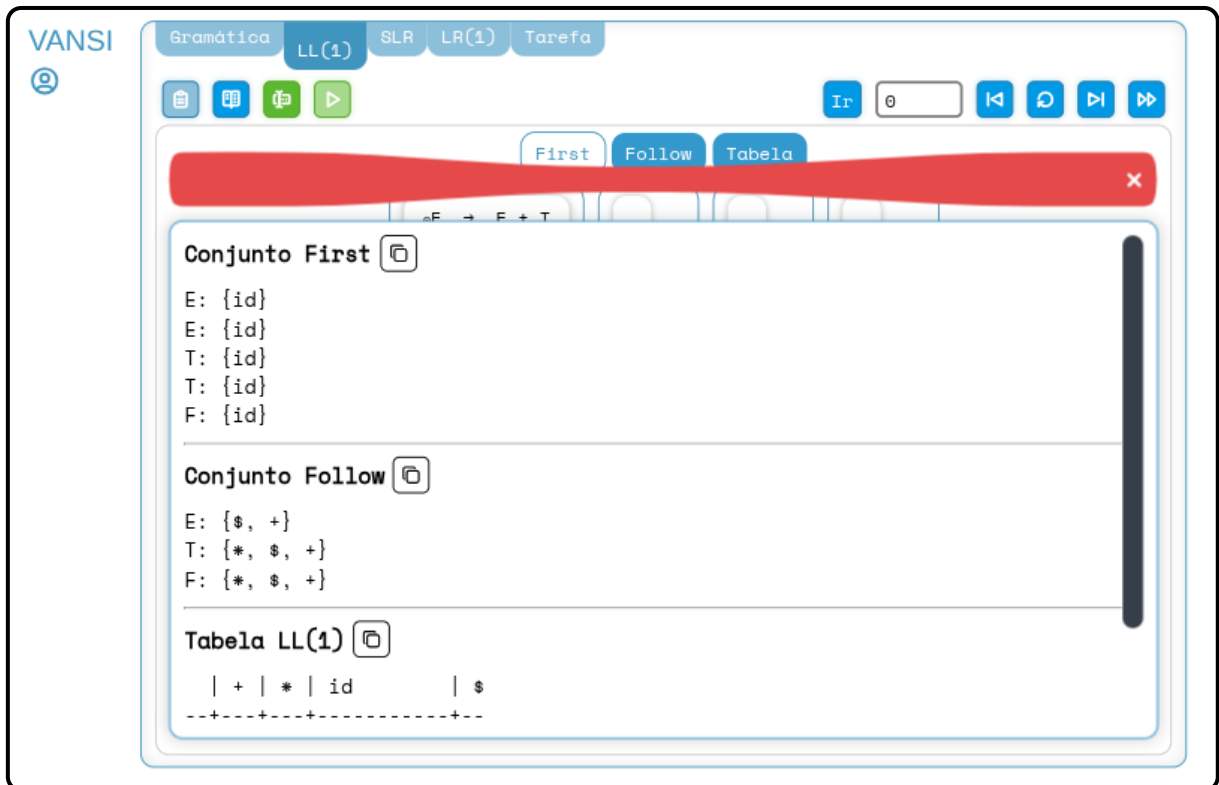 VANSI
Gramática LL(1) SLR LR(1) Tarefa
Ir 0
First Follow Tabela
E → E + T
Conjunto First
E: {id}
E: {id}
T: {id}
T: {id}
F: {id}
Conjunto Follow
E: {$, +}
T: {*, $, +}
F: {*, $, +}
Tabela LL(1)
| + | * | id | $
--+---+---+-----------+--